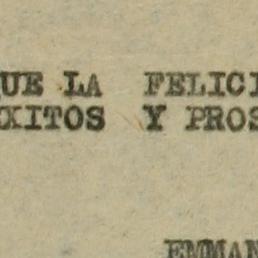 UE LA FELICI
XITOS Y PROS
EMMAN